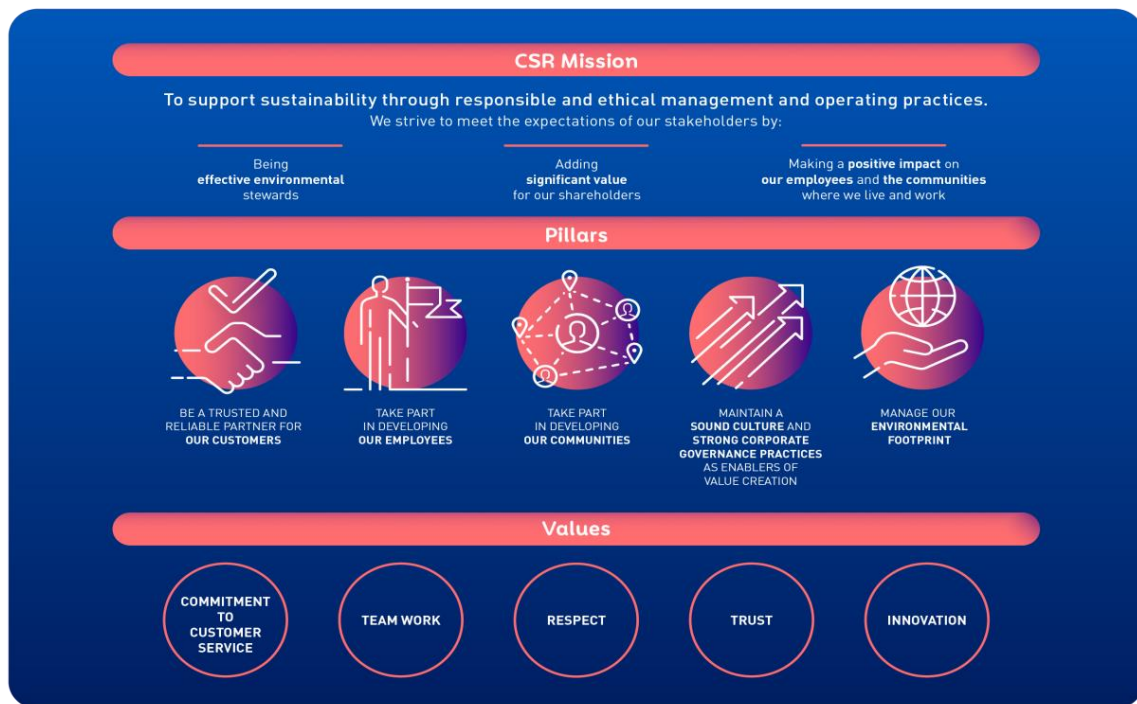 CSR Mission
To support sustainability through responsible and ethical management and operating practices.
We strive to meet the expectations of our stakeholders by:
Being
effective environmental
stewards
Adding
significant value
for our shareholders
Making a positive impact on
our employees and the communities
where we live and work
Pillars
BE A TRUSTED AND
RELIABLE PARTNER FOR
OUR CUSTOMERS
TAKE PART
IN DEVELOPING
OUR EMPLOYEES
TAKE PART
IN DEVELOPING
OUR COMMUNITIES
MAINTAIN A
SOUND CULTURE AND
STRONG CORPORATE
GOVERNANCE PRACTICES
AS ENABLERS OF
VALUE CREATION
MANAGE OUR
ENVIRONMENTAL
FOOTPRINT
Values
COMMITMENT
TO
CUSTOMER
SERVICE
TEAM WORK
RESPECT
TRUST
INNOVATION